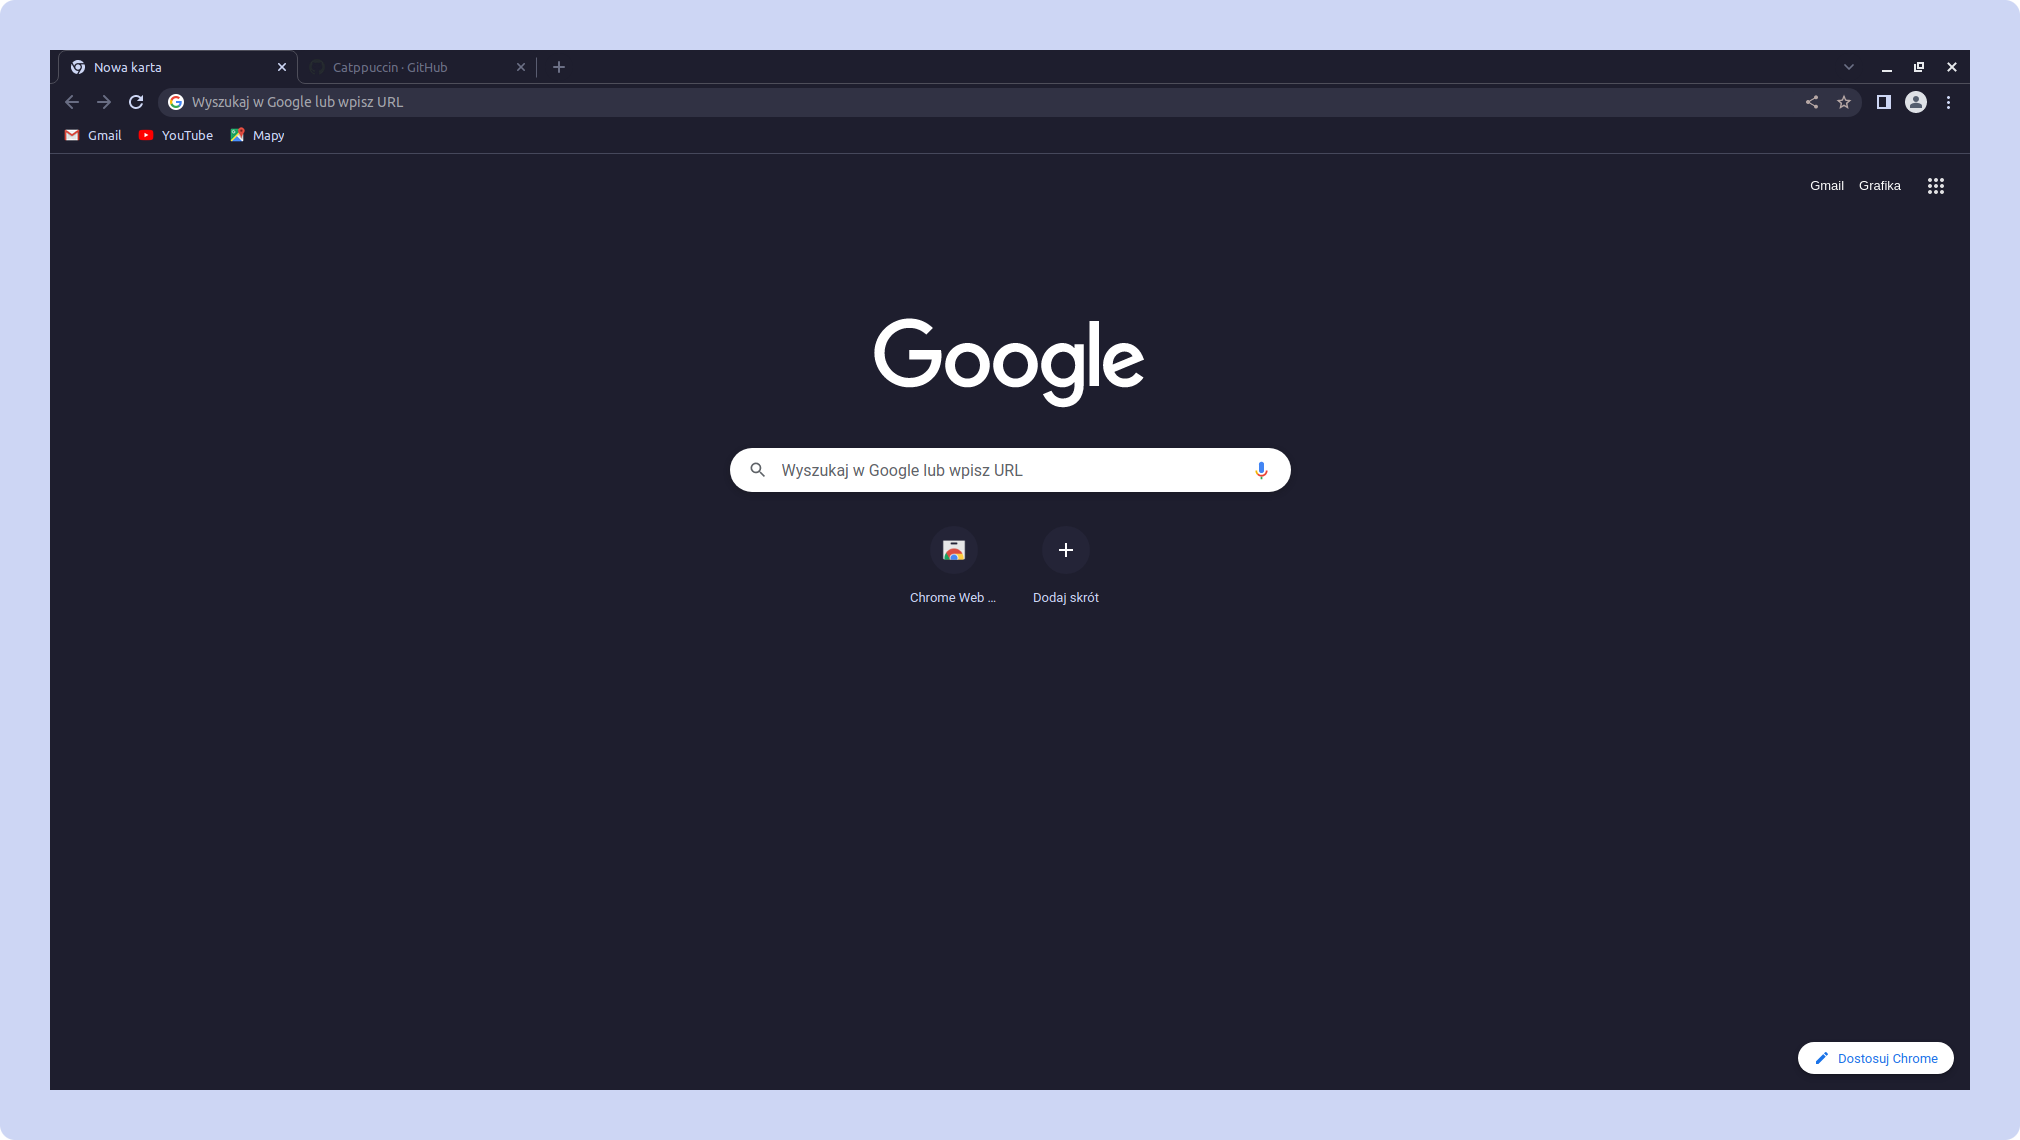 Nowa karta
Catppuccin · GitHub
Wyszukaj w Google lub wpisz URL
Gmail YouTube Mapy
Gmail Grafika
Google
Wyszukaj w Google lub wpisz URL
Chrome Web ... Dodaj skrót
Dostosuj Chrome